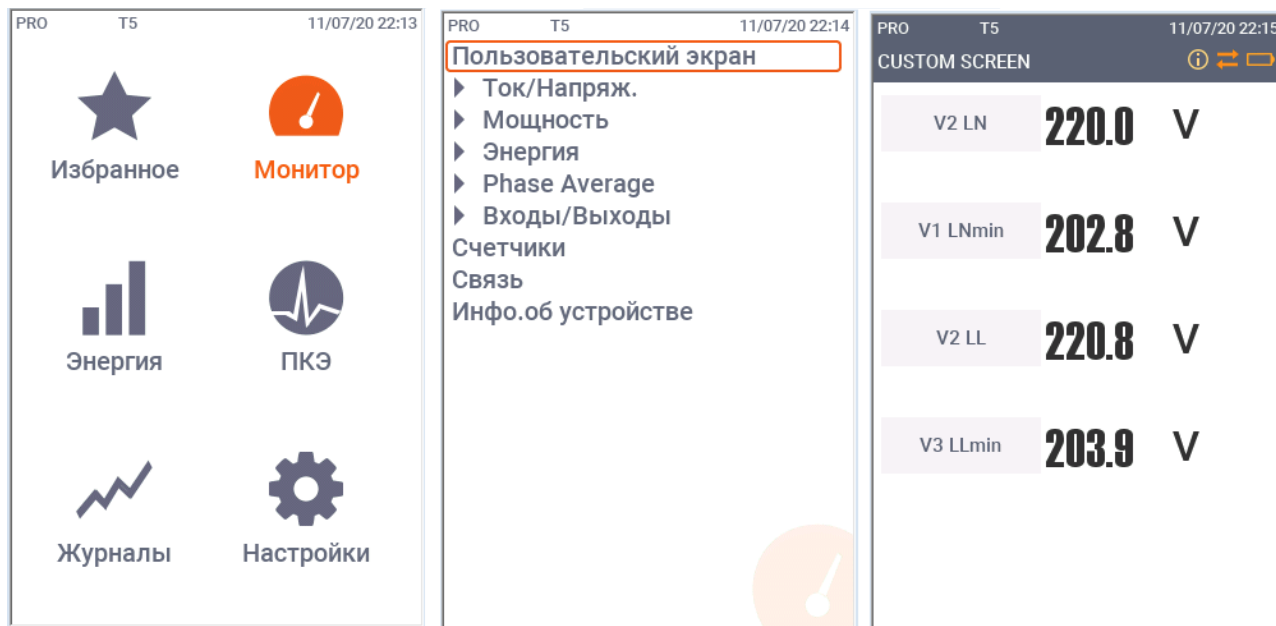 PRO T5 11/07/20 22:13
Избранное Монитор
Энергия ПКЭ
Журналы Настройки
PRO T5 11/07/20 22:14
Пользовательский экран
Ток/Напряж.
Мощность
Энергия
Phase Average
Входы/Выходы
Счетчики
Связь
Инфо.об устройстве
PRO T5 11/07/20 22:15
CUSTOM SCREEN
V2 LN 220.0 V
V1 LNmin 202.8 V
V2 LL 220.8 V
V3 LLmin 203.9 V